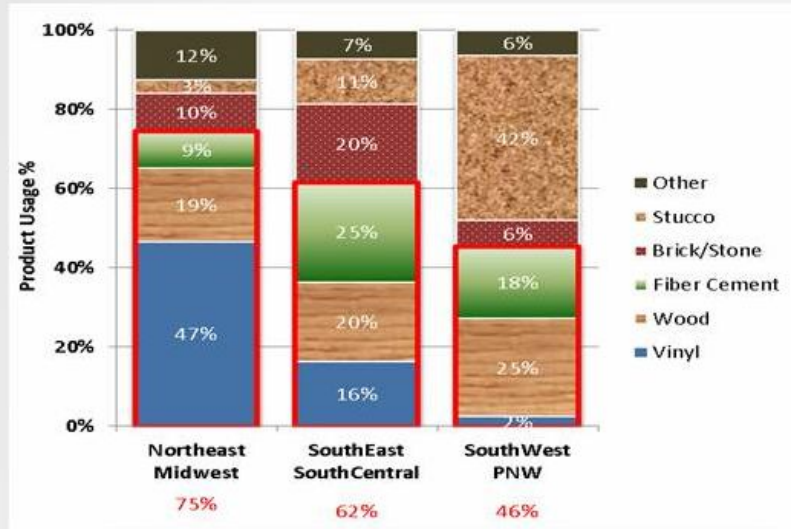 100%
80%
60%
40%
20%
0%
Product Usage %
12%
3%
10%
9%
19%
47%
7%
11%
20%
25%
20%
16%
6%
42%
6%
18%
25%
2%
Other
Stucco
Brick/Stone
Fiber Cement
Wood
Vinyl
Northeast
Midwest
75%
SouthEast
SouthCentral
62%
SouthWest
PNW
46%